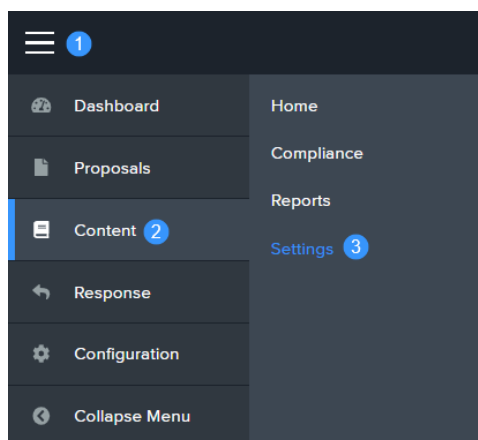 1
Dashboard
Proposals
Content 2
Response
Configuration
Collapse Menu
Home
Compliance
Reports
Settings 3